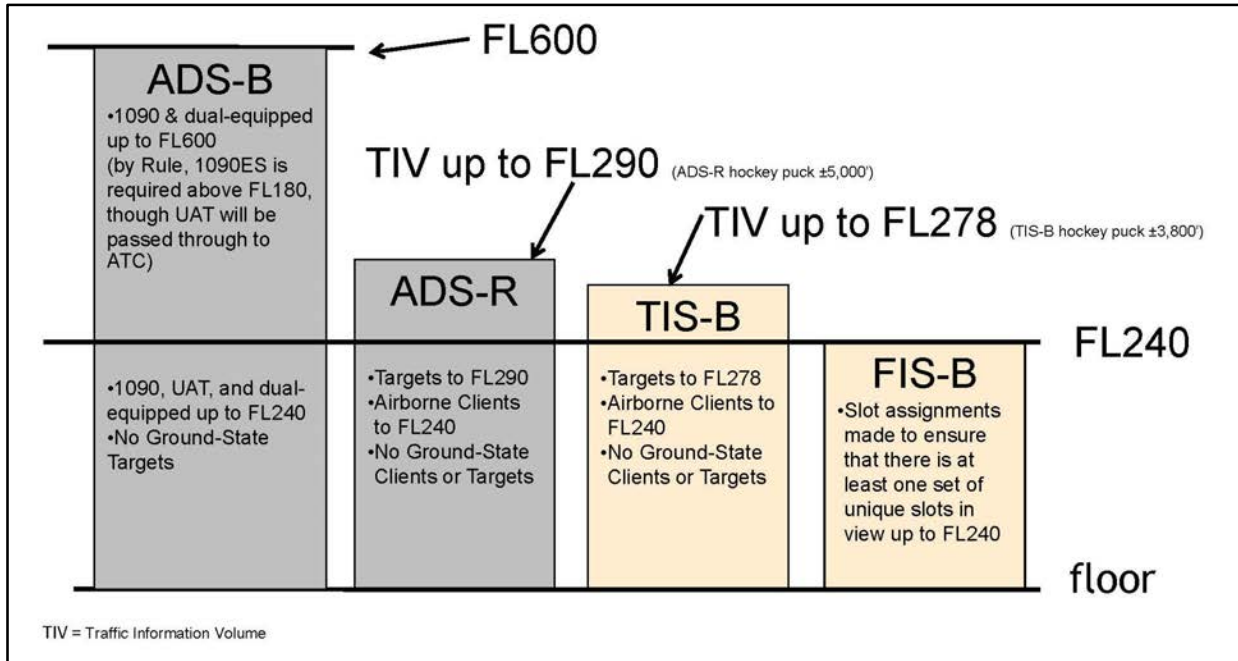 FL600
ADS-B
•1090 & dual-equipped
up to FL600
(by Rule, 1090ES is
required above FL180,
though UAT will be
passed through to
ATC)
TIV up to FL290 (ADS-R hockey puck ±5,000')
TIV up to FL278 (TIS-B hockey puck ±3,800')
ADS-R
TIS-B
FL240
•1090, UAT, and dual-
equipped up to FL240
•No Ground-State
Targets
•Targets to FL290
•Airborne Clients
to FL240
•No Ground-State
Clients or Targets
•Targets to FL278
•Airborne Clients to
FL240
•No Ground-State
Clients or Targets
FIS-B
•Slot assignments
made to ensure
that there is at
least one set of
unique slots in
view up to FL240
floor
TIV = Traffic Information Volume